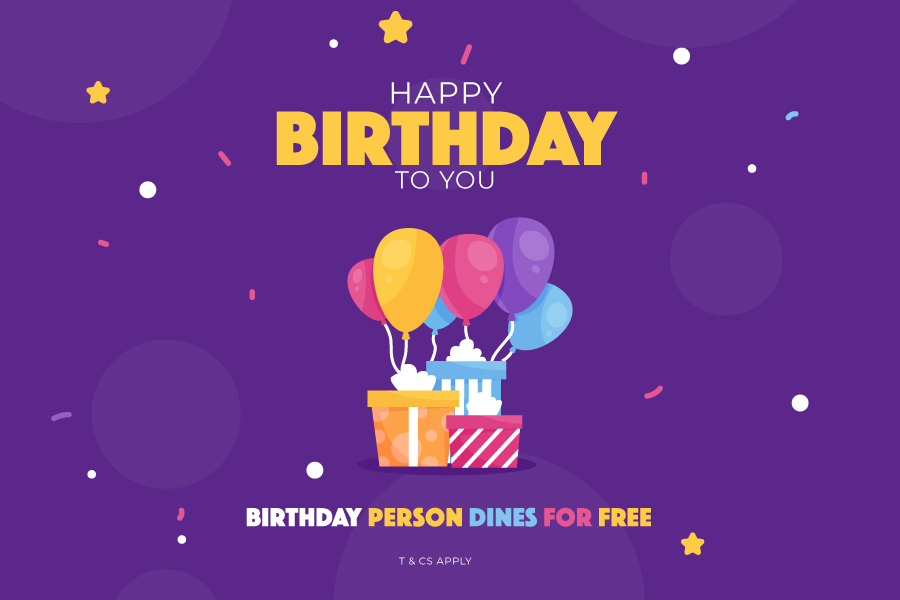 HAPPY
BIRTHDAY
TO YOU
BIRTHDAY PERSON DINES FOR FREE
T & CS APPLY